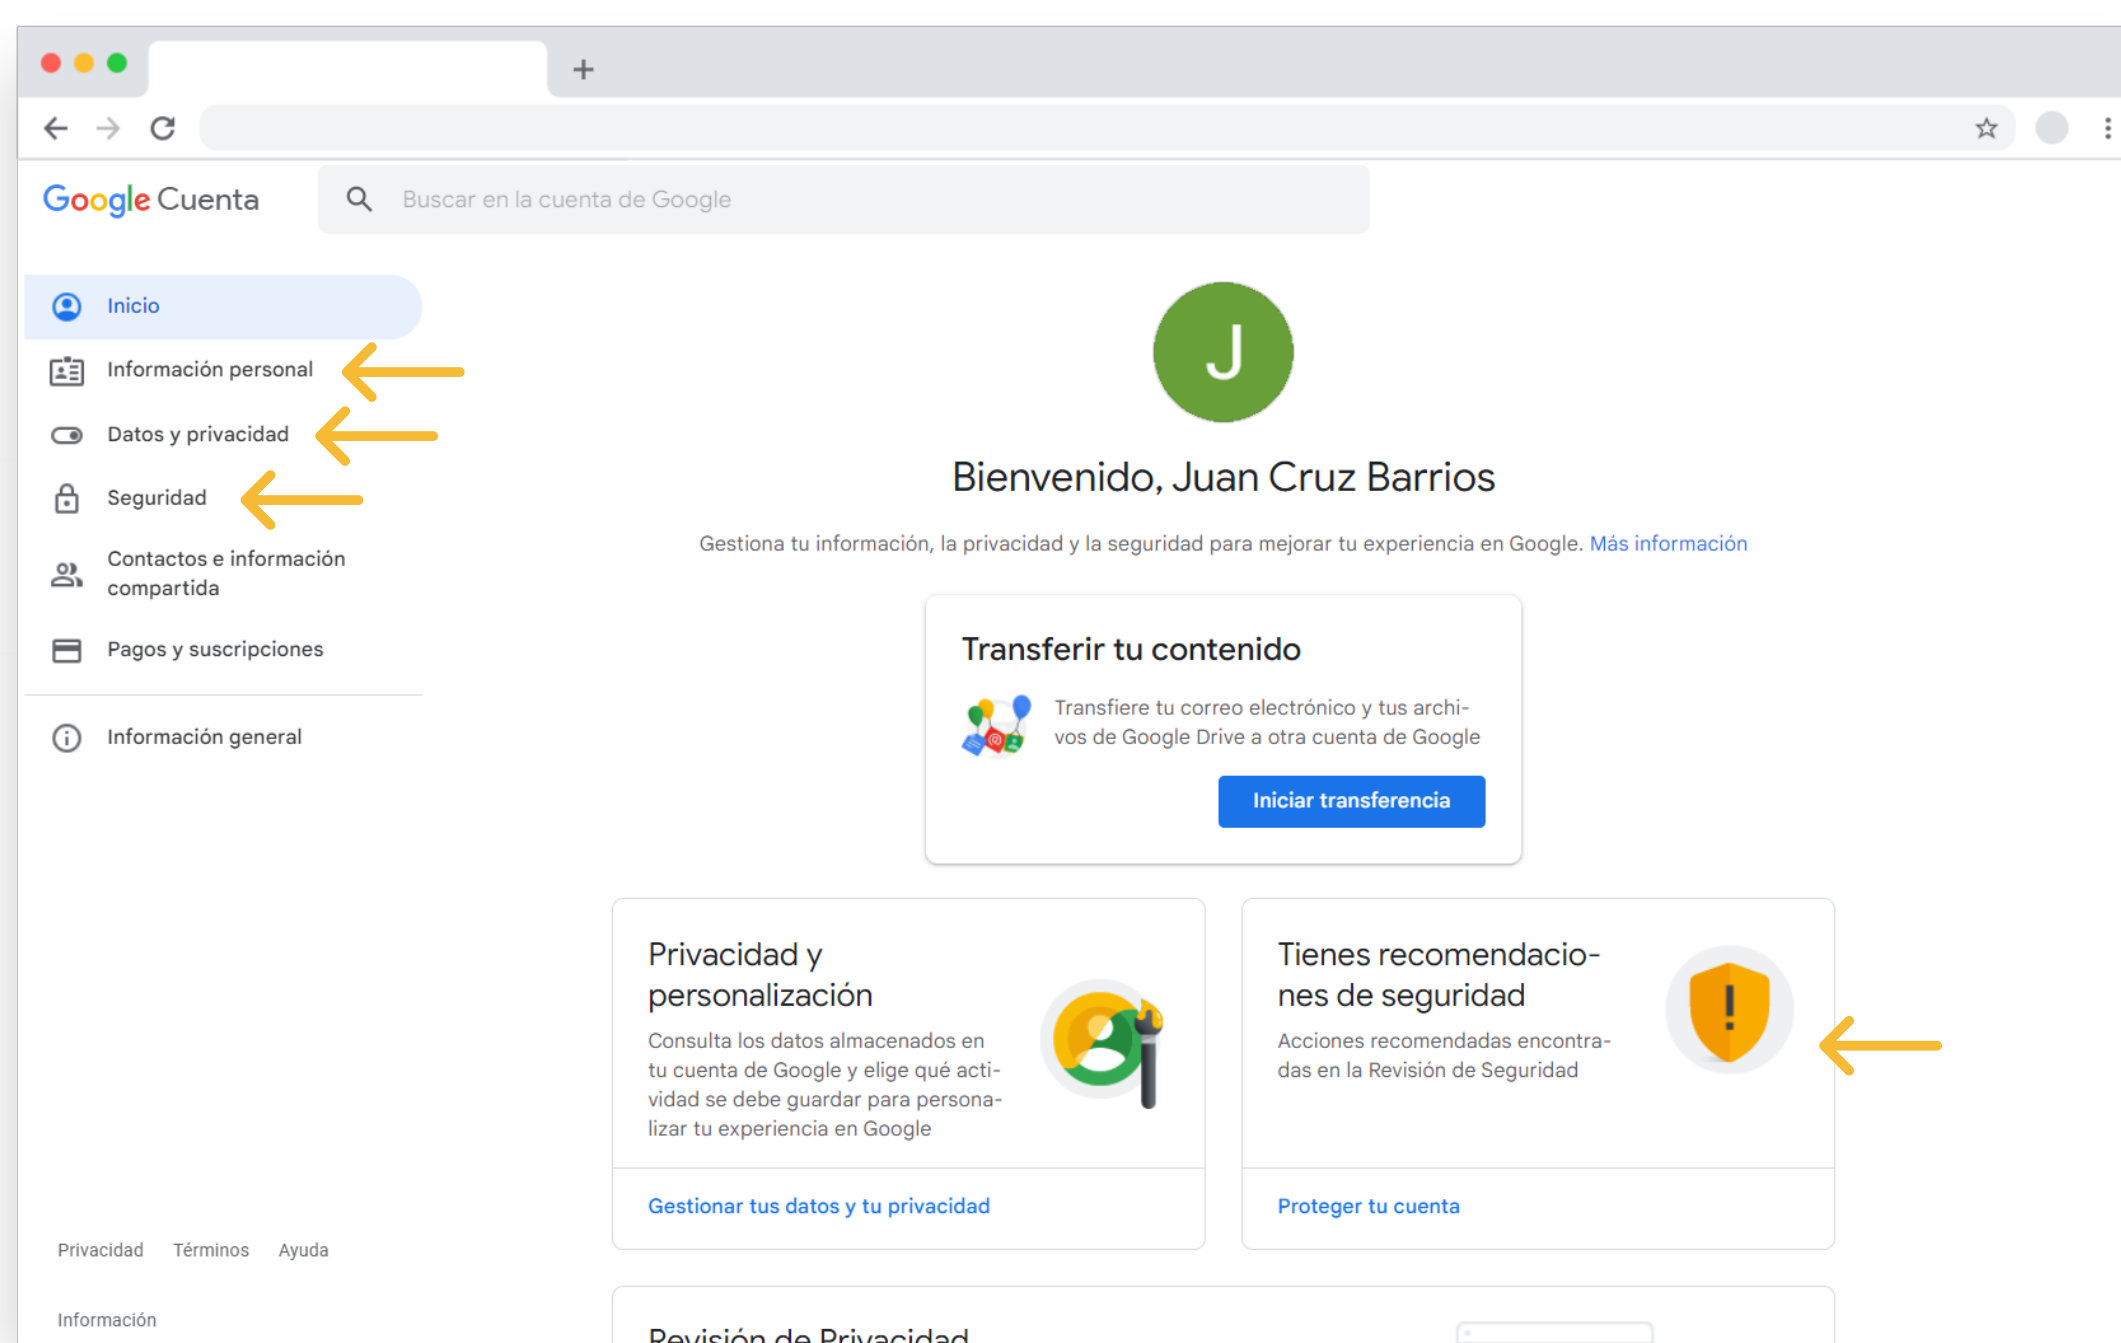 Google Cuenta
Buscar en la cuenta de Google
Inicio
Información personal
Datos y privacidad
Seguridad
Contactos e información
compartida
Pagos y suscripciones
Información general
Privacidad Términos Ayuda
Información
J
Bienvenido, Juan Cruz Barrios
Gestiona tu información, la privacidad y la seguridad para mejorar tu experiencia en Google. Más información
Transferir tu contenido
Transfiere tu correo electrónico y tus archi-
vos de Google Drive a otra cuenta de Google
Iniciar transferencia
Privacidad y
personalización
Consulta los datos almacenados en
tu cuenta de Google y elige qué acti-
vidad se debe guardar para persona-
lizar tu experiencia en Google
Gestionar tus datos y tu privacidad
Tienes recomendacio-
nes de seguridad
Acciones recomendadas encontra-
das en la Revisión de Seguridad
Proteger tu cuenta
Revisión de Privacidad